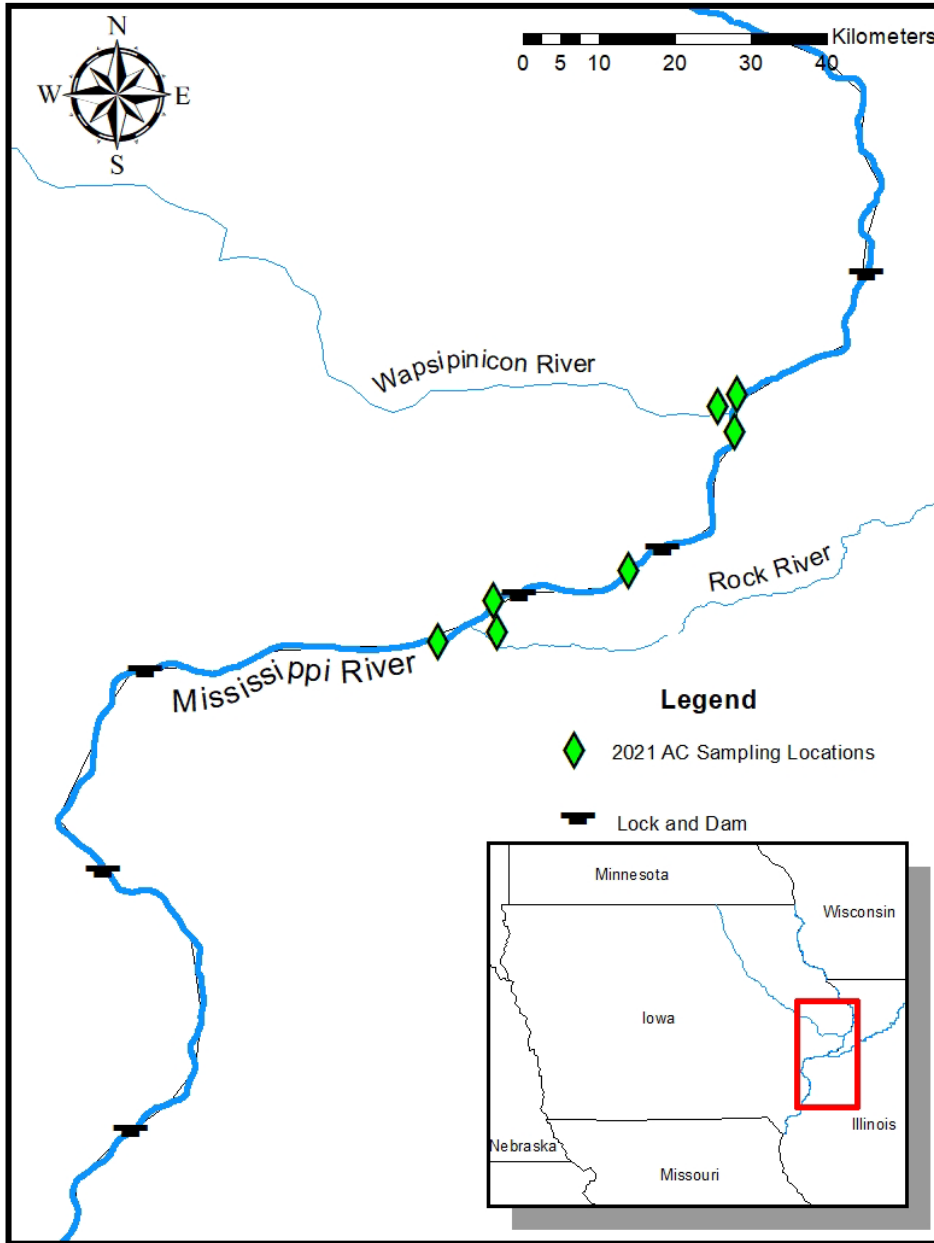 N
W E
S
Kilometers
0 5 10 20 30 40
Wapsipinicon River
Rock River
Mississippi River
Legend
2021 AC Sampling Locations
Lock and Dam
Minnesota
Wisconsin
Iowa
Illinois
Nebraska
Missouri